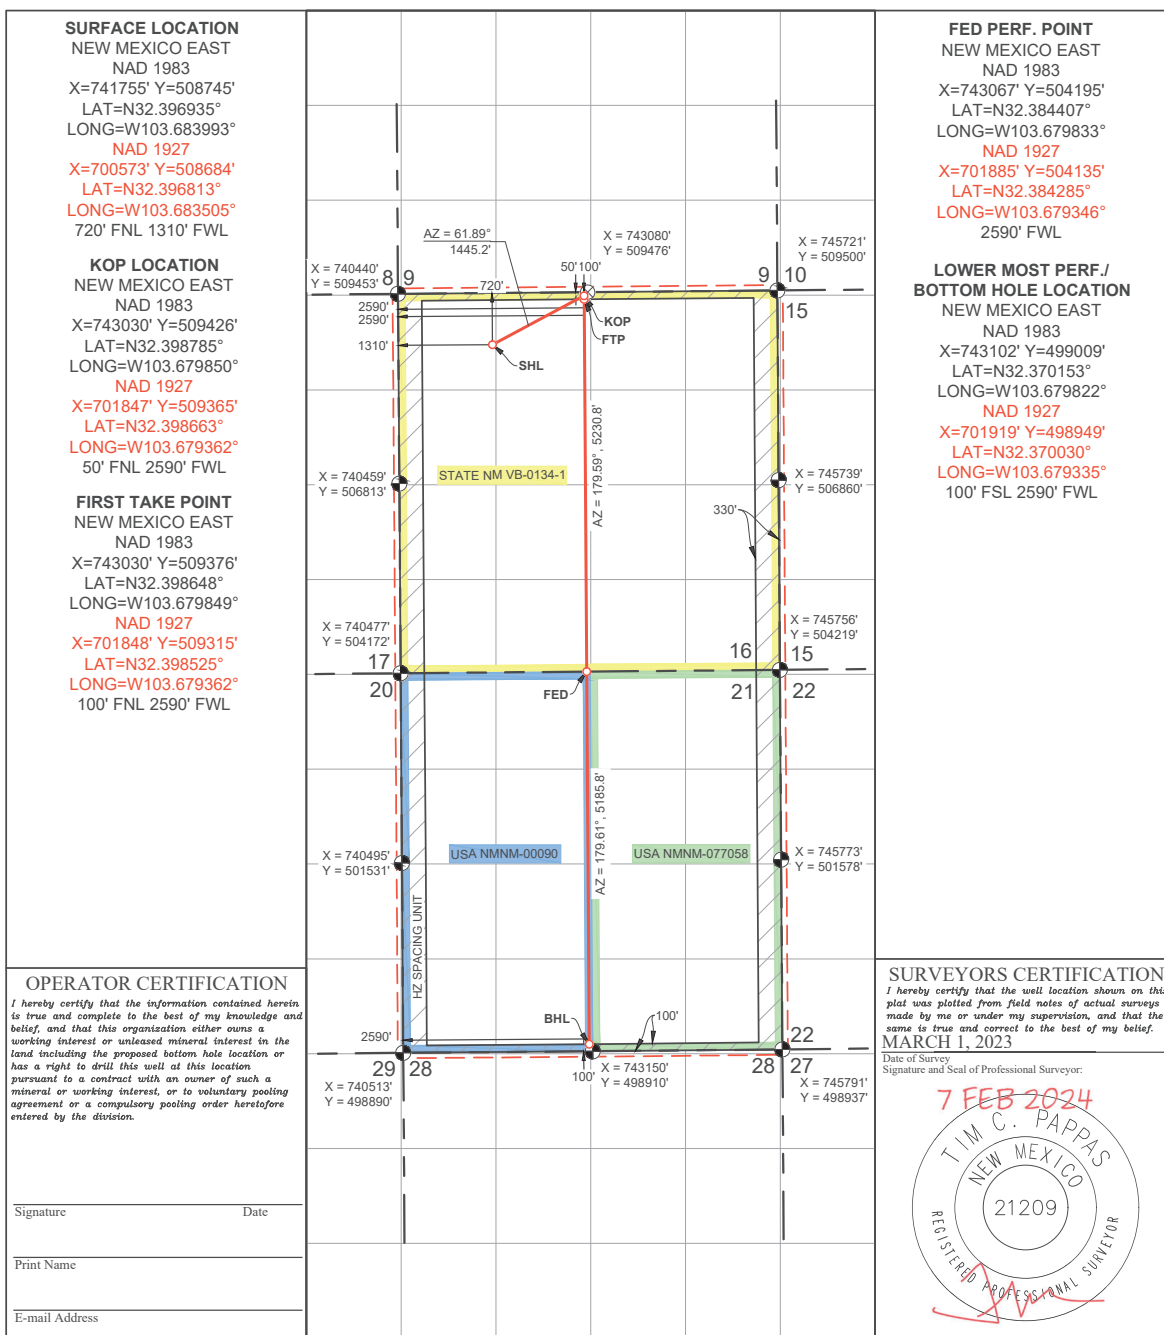 SURFACE LOCATION
NEW MEXICO EAST
NAD 1983
X=741755' Y=508745'
LAT=N32.396935°
LONG=W103.683993°
NAD 1927
X=700573' Y=508684'
LAT=N32.396813°
LONG=W103.683505°
720' FNL 1310' FWL
KOP LOCATION
NEW MEXICO EAST
NAD 1983
X=743030' Y=509426'
LAT=N32.398785°
LONG=W103.679850°
NAD 1927
X=701847' Y=509365'
LAT=N32.398663°
LONG=W103.679362°
50' FNL 2590' FWL
FIRST TAKE POINT
NEW MEXICO EAST
NAD 1983
X=743030' Y=509376'
LAT=N32.398648°
LONG=W103.679849°
NAD 1927
X=701848' Y=509315'
LAT=N32.398525°
LONG=W103.679362°
100' FNL 2590' FWL
OPERATOR CERTIFICATION
I hereby certify that the information contained herein
is true and complete to the best of my knowledge and
belief, and that this organization either owns a
working interest or unleased mineral interest in the
land including the proposed bottom hole location or
has a right to drill this well at this location
pursuant to a contract with an owner of such a
mineral or working interest, or to voluntary pooling
agreement or a compulsory pooling order heretofore
entered by the division.
Signature Date
Print Name
E-mail Address
AZ = 61.89°
1445.2'
X = 743080'
Y = 509476'
X = 745721'
Y = 509500'
X = 740440'
Y = 509453'
8 9
50' 100'
9 10
720'
15
2590'
2590'
KOP
FTP
1310'
SHL
X = 740459'
Y = 506813'
STATE NM VB-0134-1
AZ = 179.59°, 5230.8'
X = 745739'
Y = 506860'
330'
X = 740477'
Y = 504172'
X = 745756'
Y = 504219'
17
16 15
20
FED
21 22
X = 740495'
Y = 501531'
USA NMNM-00090
AZ = 179.61°, 5185.8'
USA NMNM-077058
X = 745773'
Y = 501578'
HZ SPACING UNIT
BHL
100'
2590'
22
29 28
100'
28 27
X = 740513'
Y = 498890'
X = 743150'
Y = 498910'
X = 745791'
Y = 498937'
FED PERF. POINT
NEW MEXICO EAST
NAD 1983
X=743067' Y=504195'
LAT=N32.384407°
LONG=W103.679833°
NAD 1927
X=701885' Y=504135'
LAT=N32.384285°
LONG=W103.679346°
2590' FWL
LOWER MOST PERF./
BOTTOM HOLE LOCATION
NEW MEXICO EAST
NAD 1983
X=743102' Y=499009'
LAT=N32.370153°
LONG=W103.679822°
NAD 1927
X=701919' Y=498949'
LAT=N32.370030°
LONG=W103.679335°
100' FSL 2590' FWL
SURVEYORS CERTIFICATION
I hereby certify that the well location shown on this
plat was plotted from field notes of actual surveys
made by me or under my supervision, and that the
same is true and correct to the best of my belief.
MARCH 1, 2023
Date of Survey
Signature and Seal of Professional Surveyor:
7 FEB 2024
TIM C. PAPPAS
NEW MEXICO
21209
REGISTERED PROFESSIONAL SURVEYOR